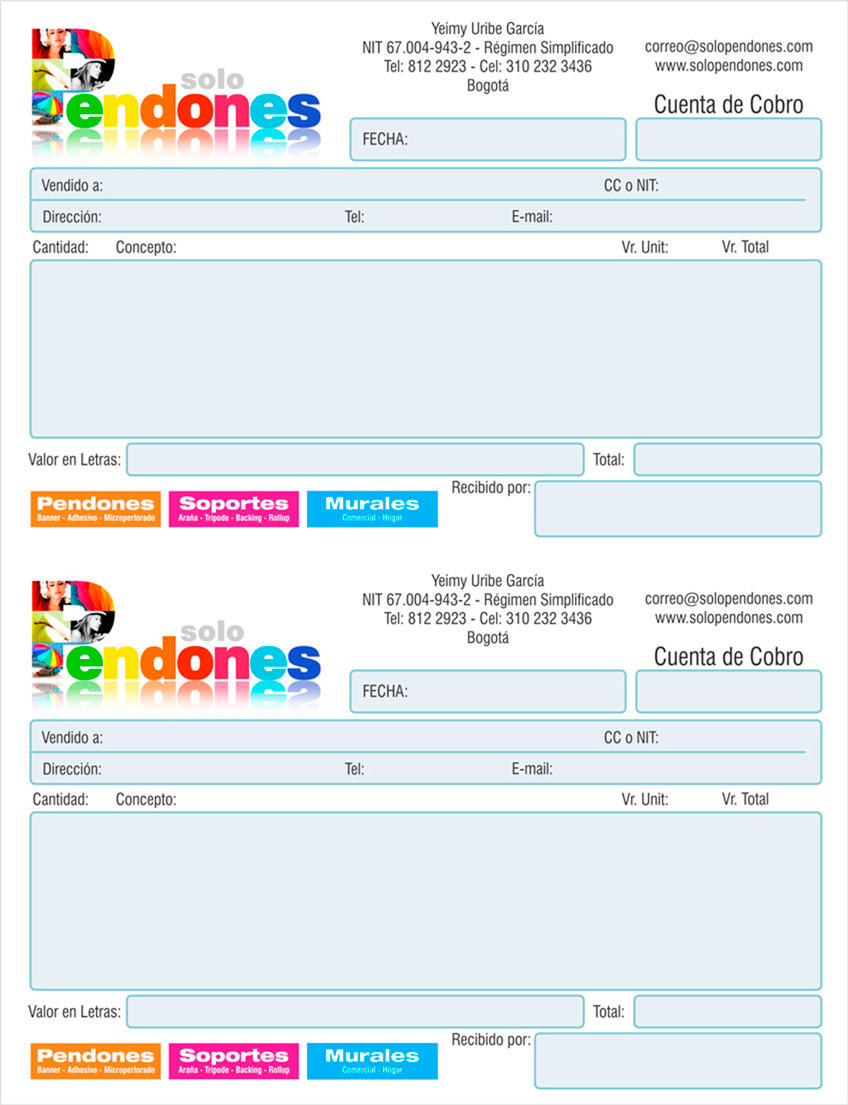 solo
Pendones
Yeimy Uribe García
NIT 67.004-943-2 - Régimen Simplificado
Tel: 812 2923 - Cel: 310 232 3436
Bogotá
correo@solopendones.com
www.solopendones.com
Cuenta de Cobro
FECHA:
Vendido a: CC o NIT:
Dirección: Tel: E-mail:
Cantidad: Concepto: Vr. Unit: Vr. Total
Valor en Letras: Total:
Recibido por:
Pendones
Banner - Adhesivo - Microperforado
Soportes
Araña - Tripode - Backing - Rollup
Murales
Comercial - Hogar
solo
Pendones
Yeimy Uribe García
NIT 67.004-943-2 - Régimen Simplificado
Tel: 812 2923 - Cel: 310 232 3436
Bogotá
correo@solopendones.com
www.solopendones.com
Cuenta de Cobro
FECHA:
Vendido a: CC o NIT:
Dirección: Tel: E-mail:
Cantidad: Concepto: Vr. Unit: Vr. Total
Valor en Letras: Total:
Recibido por:
Pendones
Banner - Adhesivo - Microperforado
Soportes
Araña - Tripode - Backing - Rollup
Murales
Comercial - Hogar